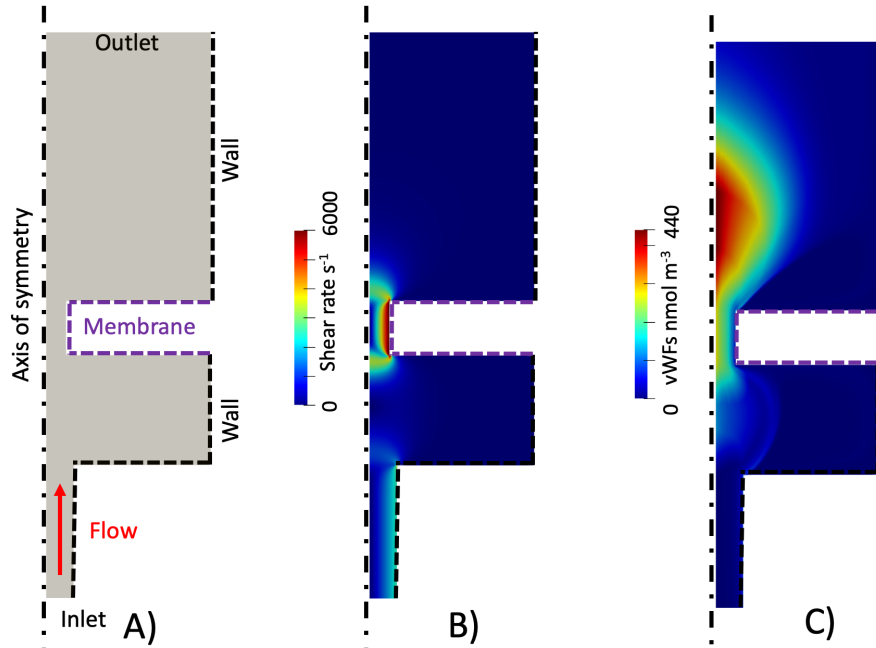 Outlet
Wall
Axis of symmetry
Membrane
Wall
Flow
Inlet
A)
6000
Shear rate s⁻¹
0
B)
440
vWFs nmol m⁻³
0
C)